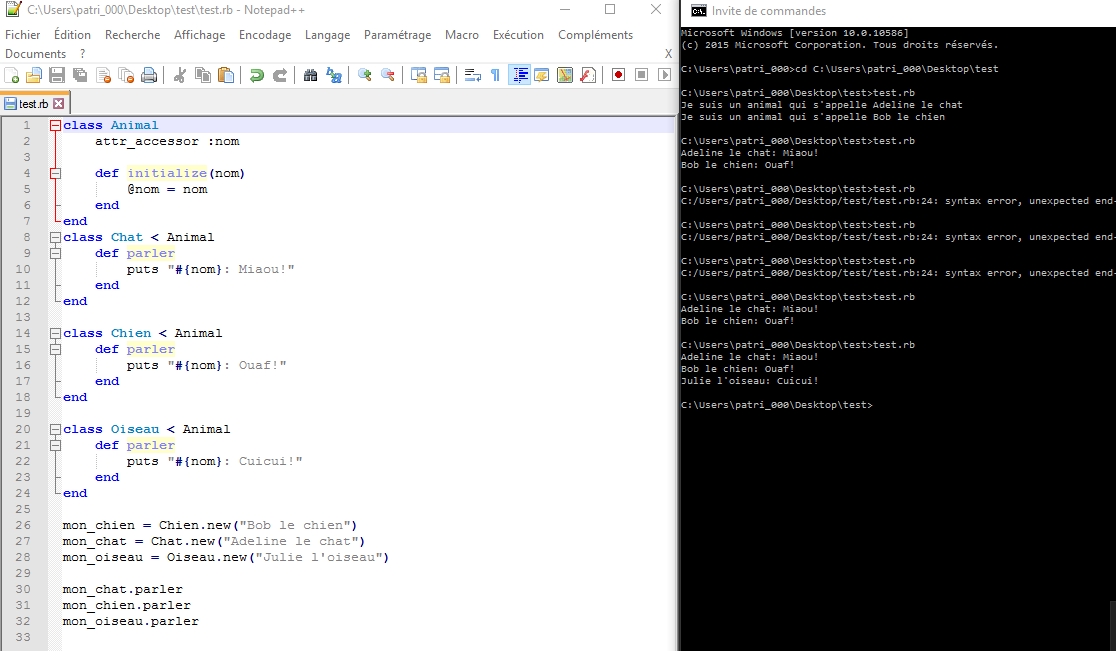 C:\Users\patri_000\Desktop\test\test.rb - Notepad++
Fichier Édition Recherche Affichage Encodage Langage Paramétrage Macro Exécution Compléments
Documents ? X
test.rb
1 class Animal
2 attr_accessor :nom
3
4 def initialize(nom)
5 @nom = nom
6 end
7 end
8 class Chat < Animal
9 def parler
10 puts "#{nom}: Miaou!"
11 end
12 end
13
14 class Chien < Animal
15 def parler
16 puts "#{nom}: Ouaf!"
17 end
18 end
19
20 class Oiseau < Animal
21 def parler
22 puts "#{nom}: Cuicui!"
23 end
24 end
25
26 mon_chien = Chien.new("Bob le chien")
27 mon_chat = Chat.new("Adeline le chat")
28 mon_oiseau = Oiseau.new("Julie l'oiseau")
29
30 mon_chat.parler
31 mon_chien.parler
32 mon_oiseau.parler
33
Invite de commandes
Microsoft Windows [version 10.0.10586]
(c) 2015 Microsoft Corporation. Tous droits réservés.
C:\Users\patri_000>cd C:\Users\patri_000\Desktop\test
C:\Users\patri_000\Desktop\test>test.rb
Je suis un animal qui s'appelle Adeline le chat
Je suis un animal qui s'appelle Bob le chien
C:\Users\patri_000\Desktop\test>test.rb
Adeline le chat: Miaou!
Bob le chien: Ouaf!
C:\Users\patri_000\Desktop\test>test.rb
C:/Users/patri_000/Desktop/test/test.rb:24: syntax error, unexpected end-
C:\Users\patri_000\Desktop\test>test.rb
C:/Users/patri_000/Desktop/test/test.rb:24: syntax error, unexpected end-
C:\Users\patri_000\Desktop\test>test.rb
C:/Users/patri_000/Desktop/test/test.rb:24: syntax error, unexpected end-
C:\Users\patri_000\Desktop\test>test.rb
Adeline le chat: Miaou!
Bob le chien: Ouaf!
C:\Users\patri_000\Desktop\test>test.rb
Adeline le chat: Miaou!
Bob le chien: Ouaf!
Julie l'oiseau: Cuicui!
C:\Users\patri_000\Desktop\test>